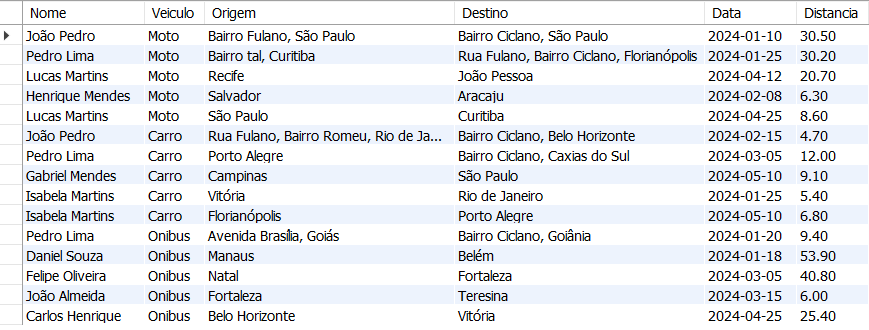 Nome Veiculo Origem Destino Data Distancia
João Pedro Moto Bairro Fulano, São Paulo Bairro Ciclano, São Paulo 2024-01-10 30.50
Pedro Lima Moto Bairro tal, Curitiba Rua Fulano, Bairro Ciclano, Florianópolis 2024-01-25 30.20
Lucas Martins Moto Recife João Pessoa 2024-04-12 20.70
Henrique Mendes Moto Salvador Aracaju 2024-02-08 6.30
Lucas Martins Moto São Paulo Curitiba 2024-04-25 8.60
João Pedro Carro Rua Fulano, Bairro Romeu, Rio de Ja... Bairro Ciclano, Belo Horizonte 2024-02-15 4.70
Pedro Lima Carro Porto Alegre Bairro Ciclano, Caxias do Sul 2024-03-05 12.00
Gabriel Mendes Carro Campinas São Paulo 2024-05-10 9.10
Isabela Martins Carro Vitória Rio de Janeiro 2024-01-25 5.40
Isabela Martins Carro Florianópolis Porto Alegre 2024-05-10 6.80
Pedro Lima Onibus Avenida Brasília, Goiás Bairro Ciclano, Goiânia 2024-01-20 9.40
Daniel Souza Onibus Manaus Belém 2024-01-18 53.90
Felipe Oliveira Onibus Natal Fortaleza 2024-03-05 40.80
João Almeida Onibus Fortaleza Teresina 2024-03-15 6.00
Carlos Henrique Onibus Belo Horizonte Vitória 2024-04-25 25.40